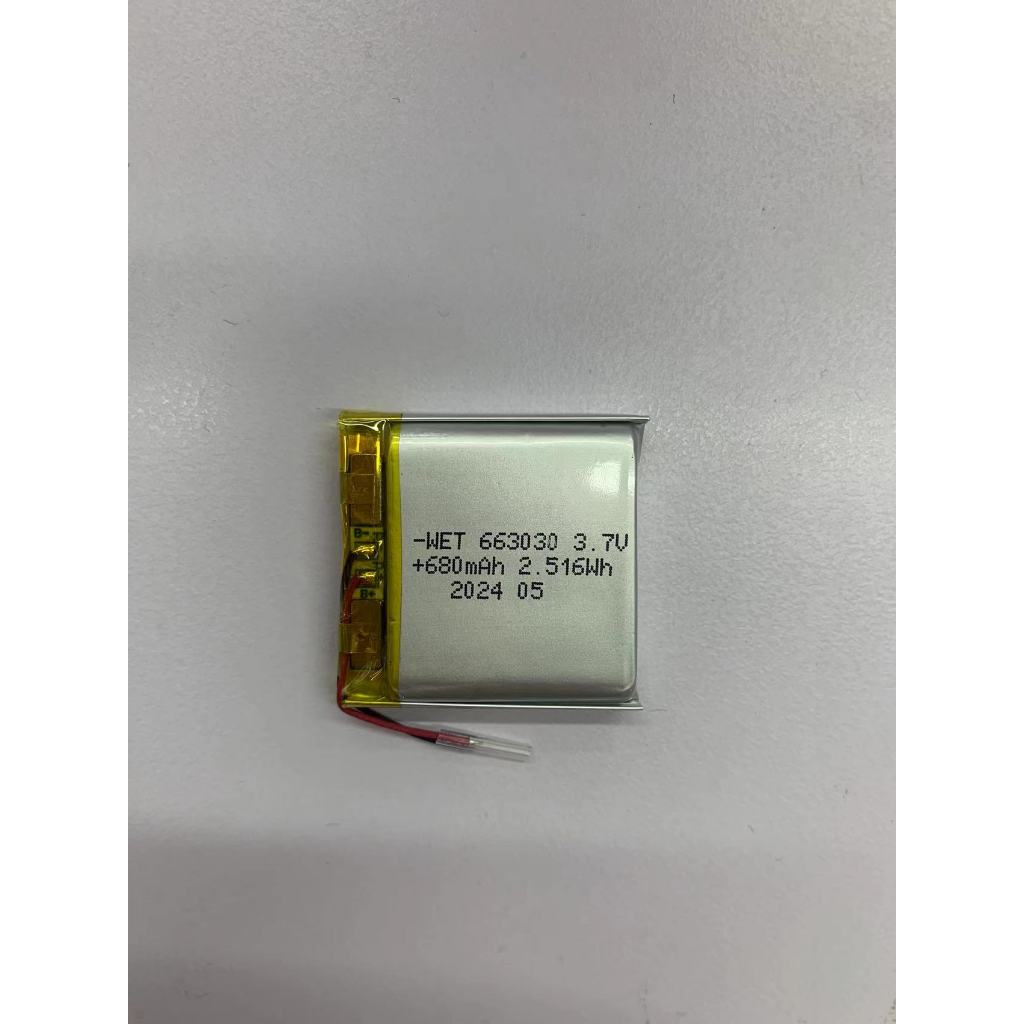 B-
B+
-WET 663030 3.7V
+680mAh 2.516Wh
2024 05